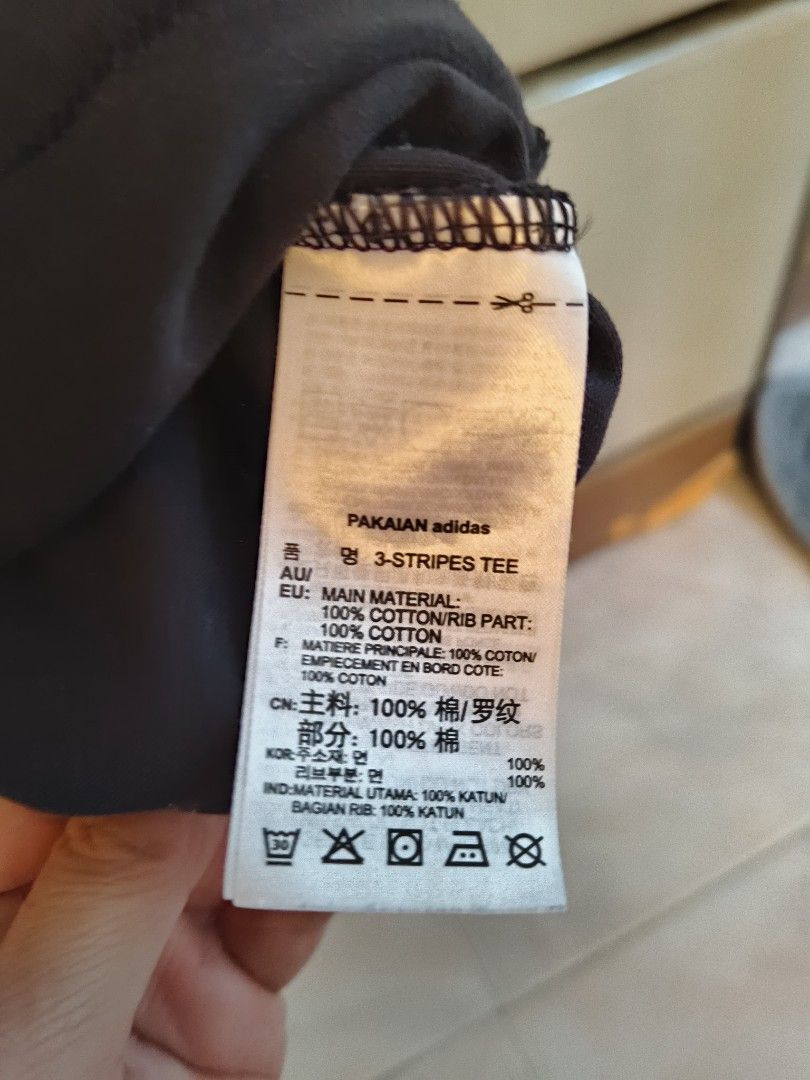 PAKAIAN adidas
품 명 3-STRIPES TEE
AU/
EU: MAIN MATERIAL:
100% COTTON/RIB PART:
100% COTTON
F: MATIERE PRINCIPALE: 100% COTON/
EMPIECEMENT EN BORD COTE:
100% COTON
CN:主料: 100% 棉/罗纹
部分: 100% 棉
KOR:주소재: 면 100%
리브부분: 면 100%
IND:MATERIAL UTAMA: 100% KATUN/
BAGIAN RIB: 100% KATUN
30